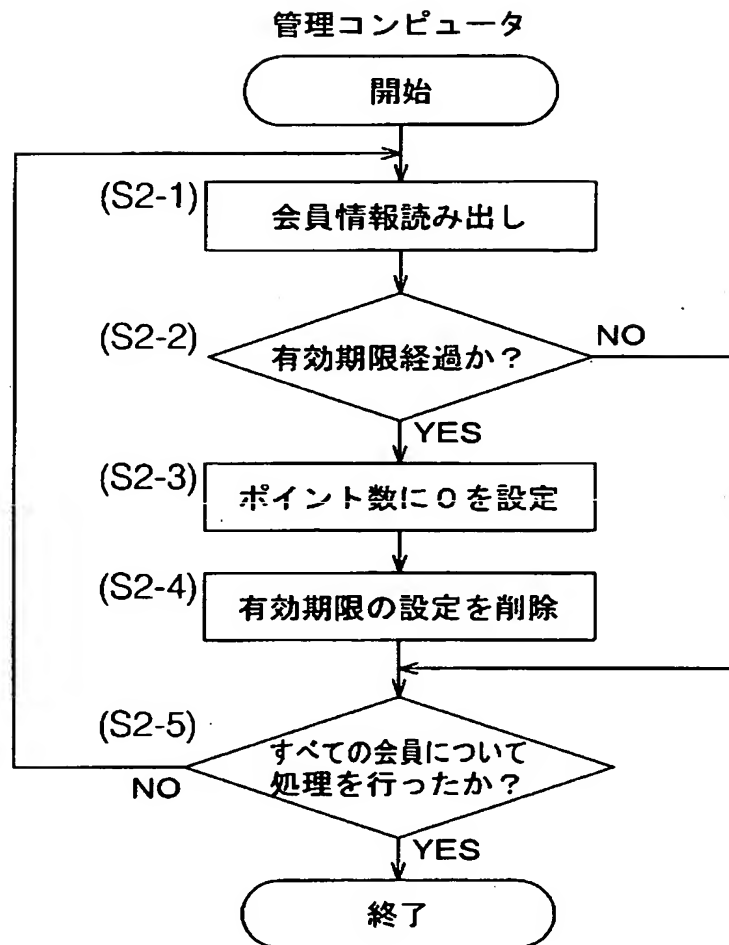 管理コンピュータ
開始
(S2-1)
会員情報読み出し
(S2-2)
有効期限経過か？
NO
YES
(S2-3)
ポイント数に０を設定
(S2-4)
有効期限の設定を削除
(S2-5)
すべての会員について
処理を行ったか？
NO
YES
終了